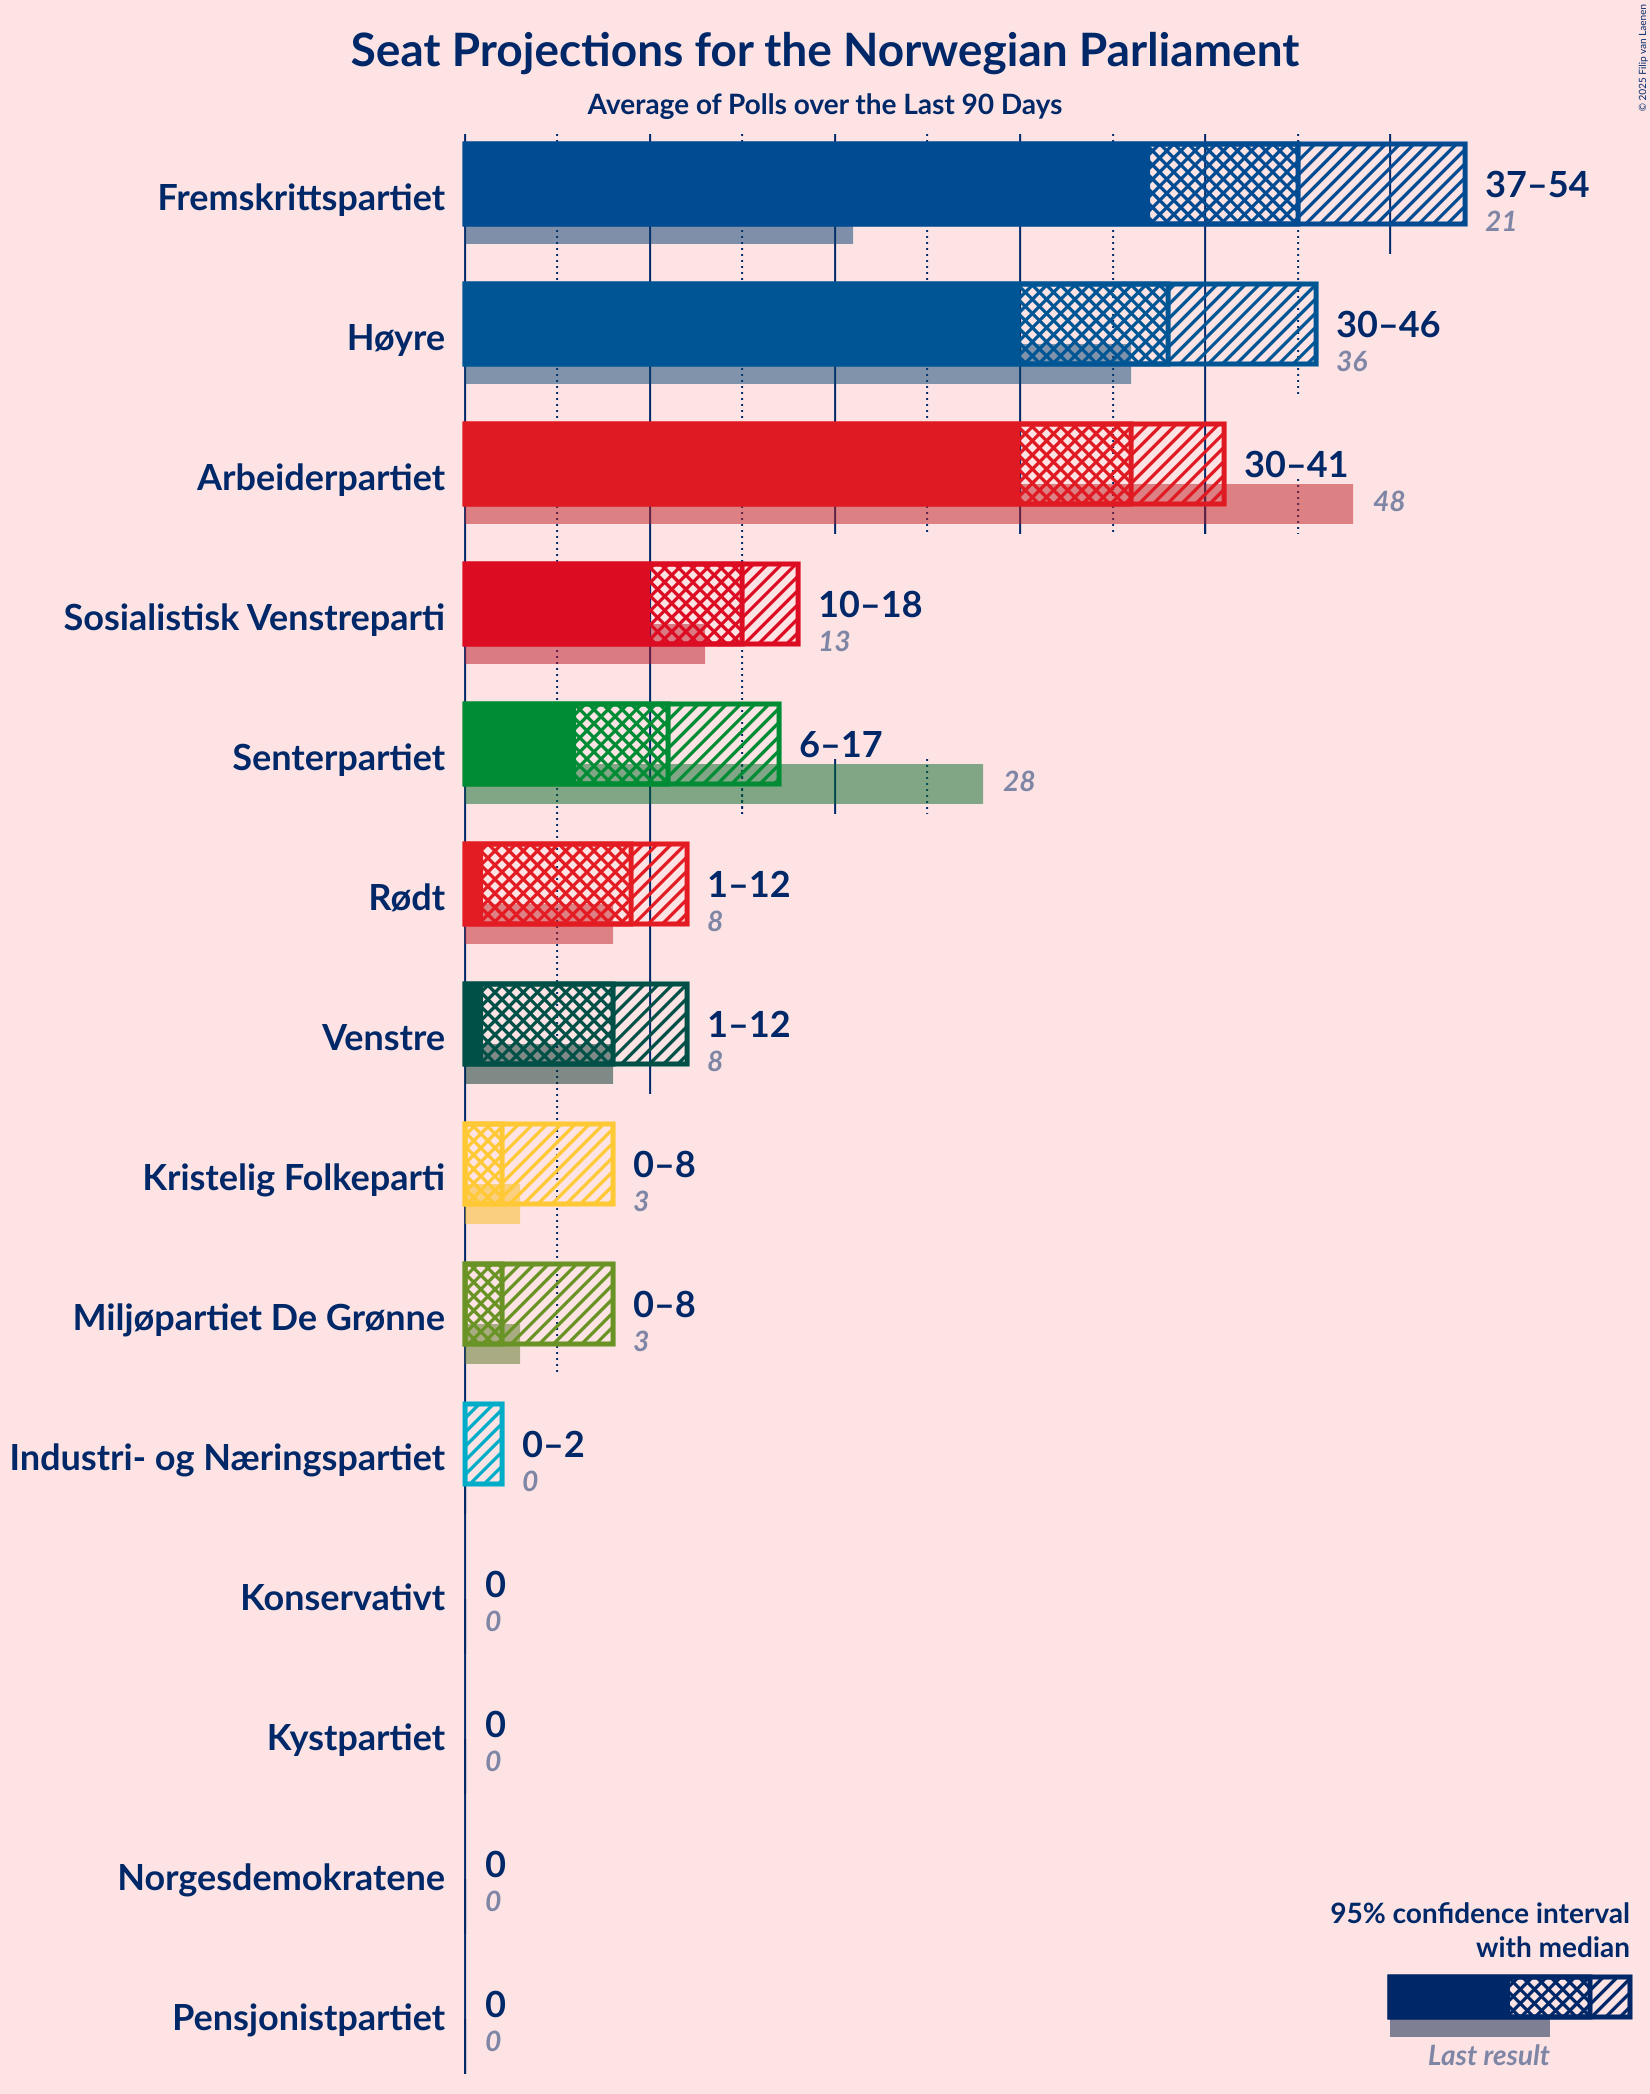 Seat Projections for the Norwegian Parliament
Average of Polls over the Last 90 Days
© 2025 Filip van Laenen
Fremskrittspartiet
37–54
21
Høyre
30–46
36
Arbeiderpartiet
30–41
48
Sosialistisk Venstreparti
10–18
13
Senterpartiet
6–17
28
Rødt
1–12
8
Venstre
1–12
8
Kristelig Folkeparti
0–8
3
Miljøpartiet De Grønne
0–8
3
Industri- og Næringspartiet
0–2
0
Konservativt
0
0
Kystpartiet
0
0
Norgesdemokratene
0
0
Pensjonistpartiet
0
0
95% confidence interval
with median
Last result